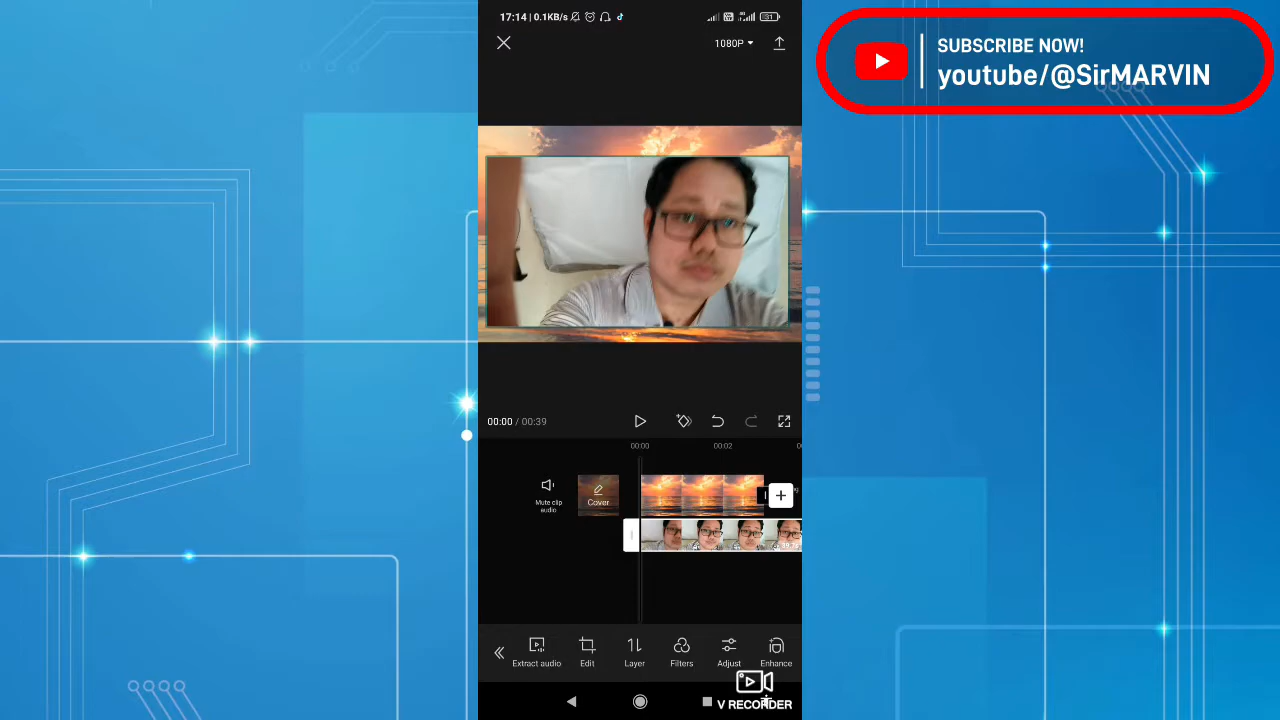 17:14 | 0.1KB/s
31
1080P
SUBSCRIBE NOW!
youtube/@SirMARVIN
00:00 / 00:39
00:00
00:02
Mute clip
audio
Cover
Extract audio
Edit
Layer
Filters
Adjust
Enhance
V RECORDER